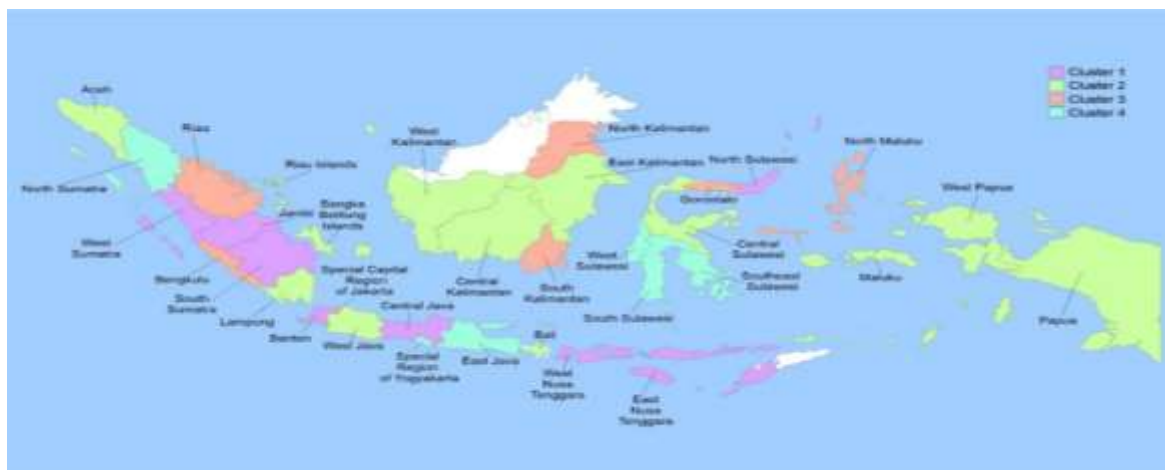 Cluster 1
Cluster 2
Cluster 3
Cluster 4
Aceh
Riau
Riau Islands
North Sumatra
Jambi
Bangka
Belitung
Islands
West
Sumatra
Bengkulu
South
Sumatra
Lampung
Special Capital
Region
of Jakarta
Banten
West Java
Central Java
Special
Region
of Yogyakarta
East Java
Bali
West
Nusa
Tenggara
East
Nusa
Tenggara
West
Kalimantan
North Kalimantan
East Kalimantan
Central
Kalimantan
South
Kalimantan
North Sulawesi
Gorontalo
West
Sulawesi
Central
Sulawesi
Southeast
Sulawesi
South Sulawesi
North Maluku
Maluku
West Papua
Papua